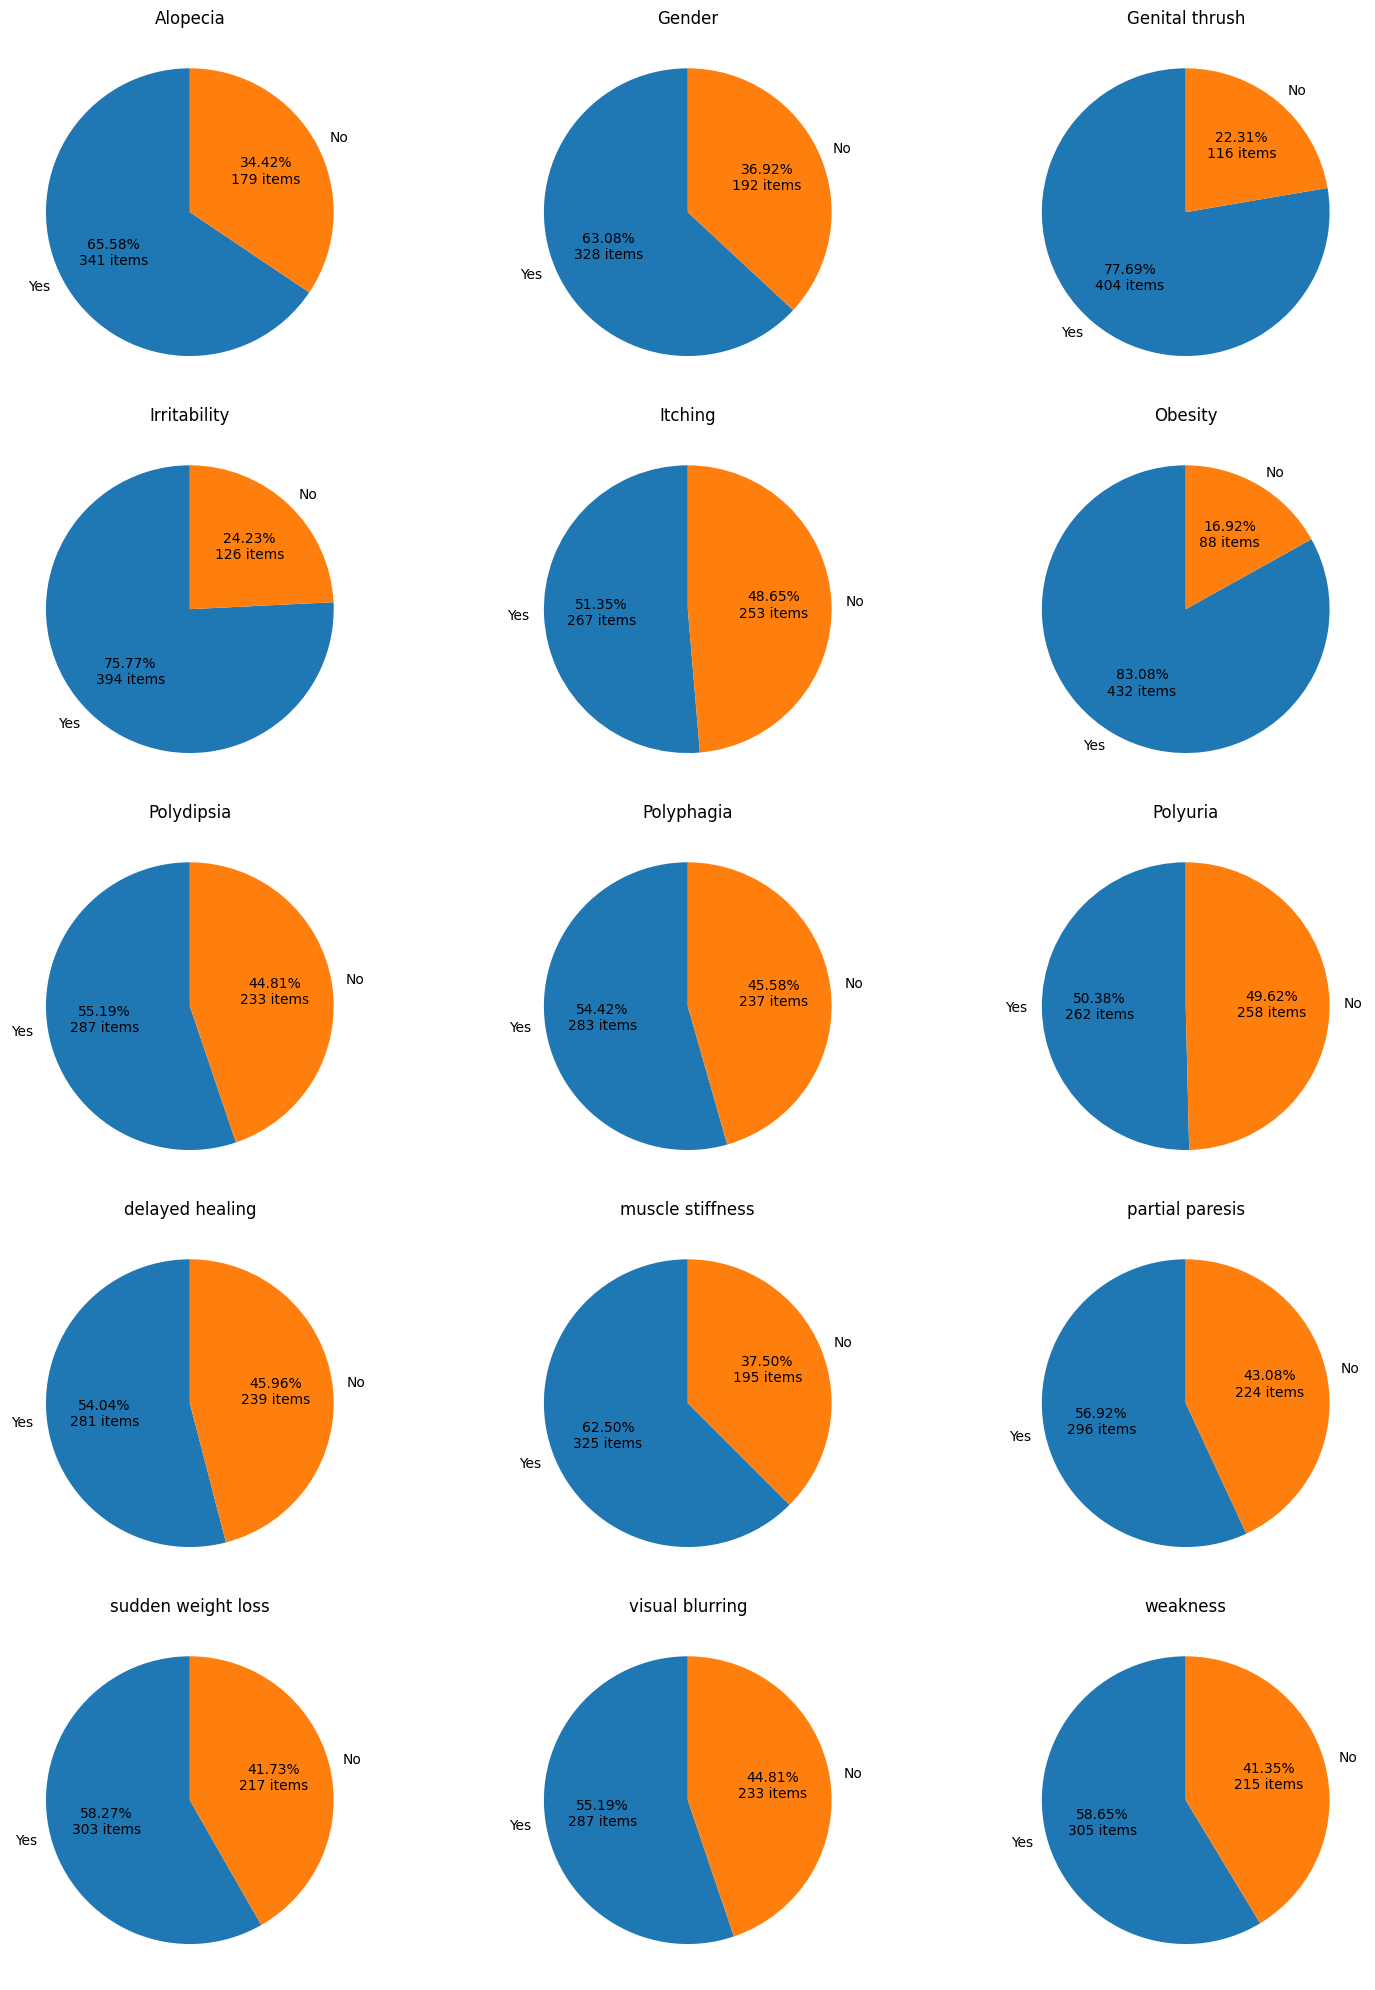 Alopecia
No
34.42%
179 items
65.58%
341 items
Yes
Gender
No
36.92%
192 items
63.08%
328 items
Yes
Genital thrush
No
22.31%
116 items
77.69%
404 items
Yes
Irritability
No
24.23%
126 items
75.77%
394 items
Yes
Itching
No
48.65%
253 items
51.35%
267 items
Yes
Obesity
No
16.92%
88 items
83.08%
432 items
Yes
Polydipsia
No
44.81%
233 items
55.19%
287 items
Yes
Polyphagia
No
45.58%
237 items
54.42%
283 items
Yes
Polyuria
No
49.62%
258 items
50.38%
262 items
Yes
delayed healing
No
45.96%
239 items
54.04%
281 items
Yes
muscle stiffness
No
37.50%
195 items
62.50%
325 items
Yes
partial paresis
No
43.08%
224 items
56.92%
296 items
Yes
sudden weight loss
No
41.73%
217 items
58.27%
303 items
Yes
visual blurring
No
44.81%
233 items
55.19%
287 items
Yes
weakness
No
41.35%
215 items
58.65%
305 items
Yes